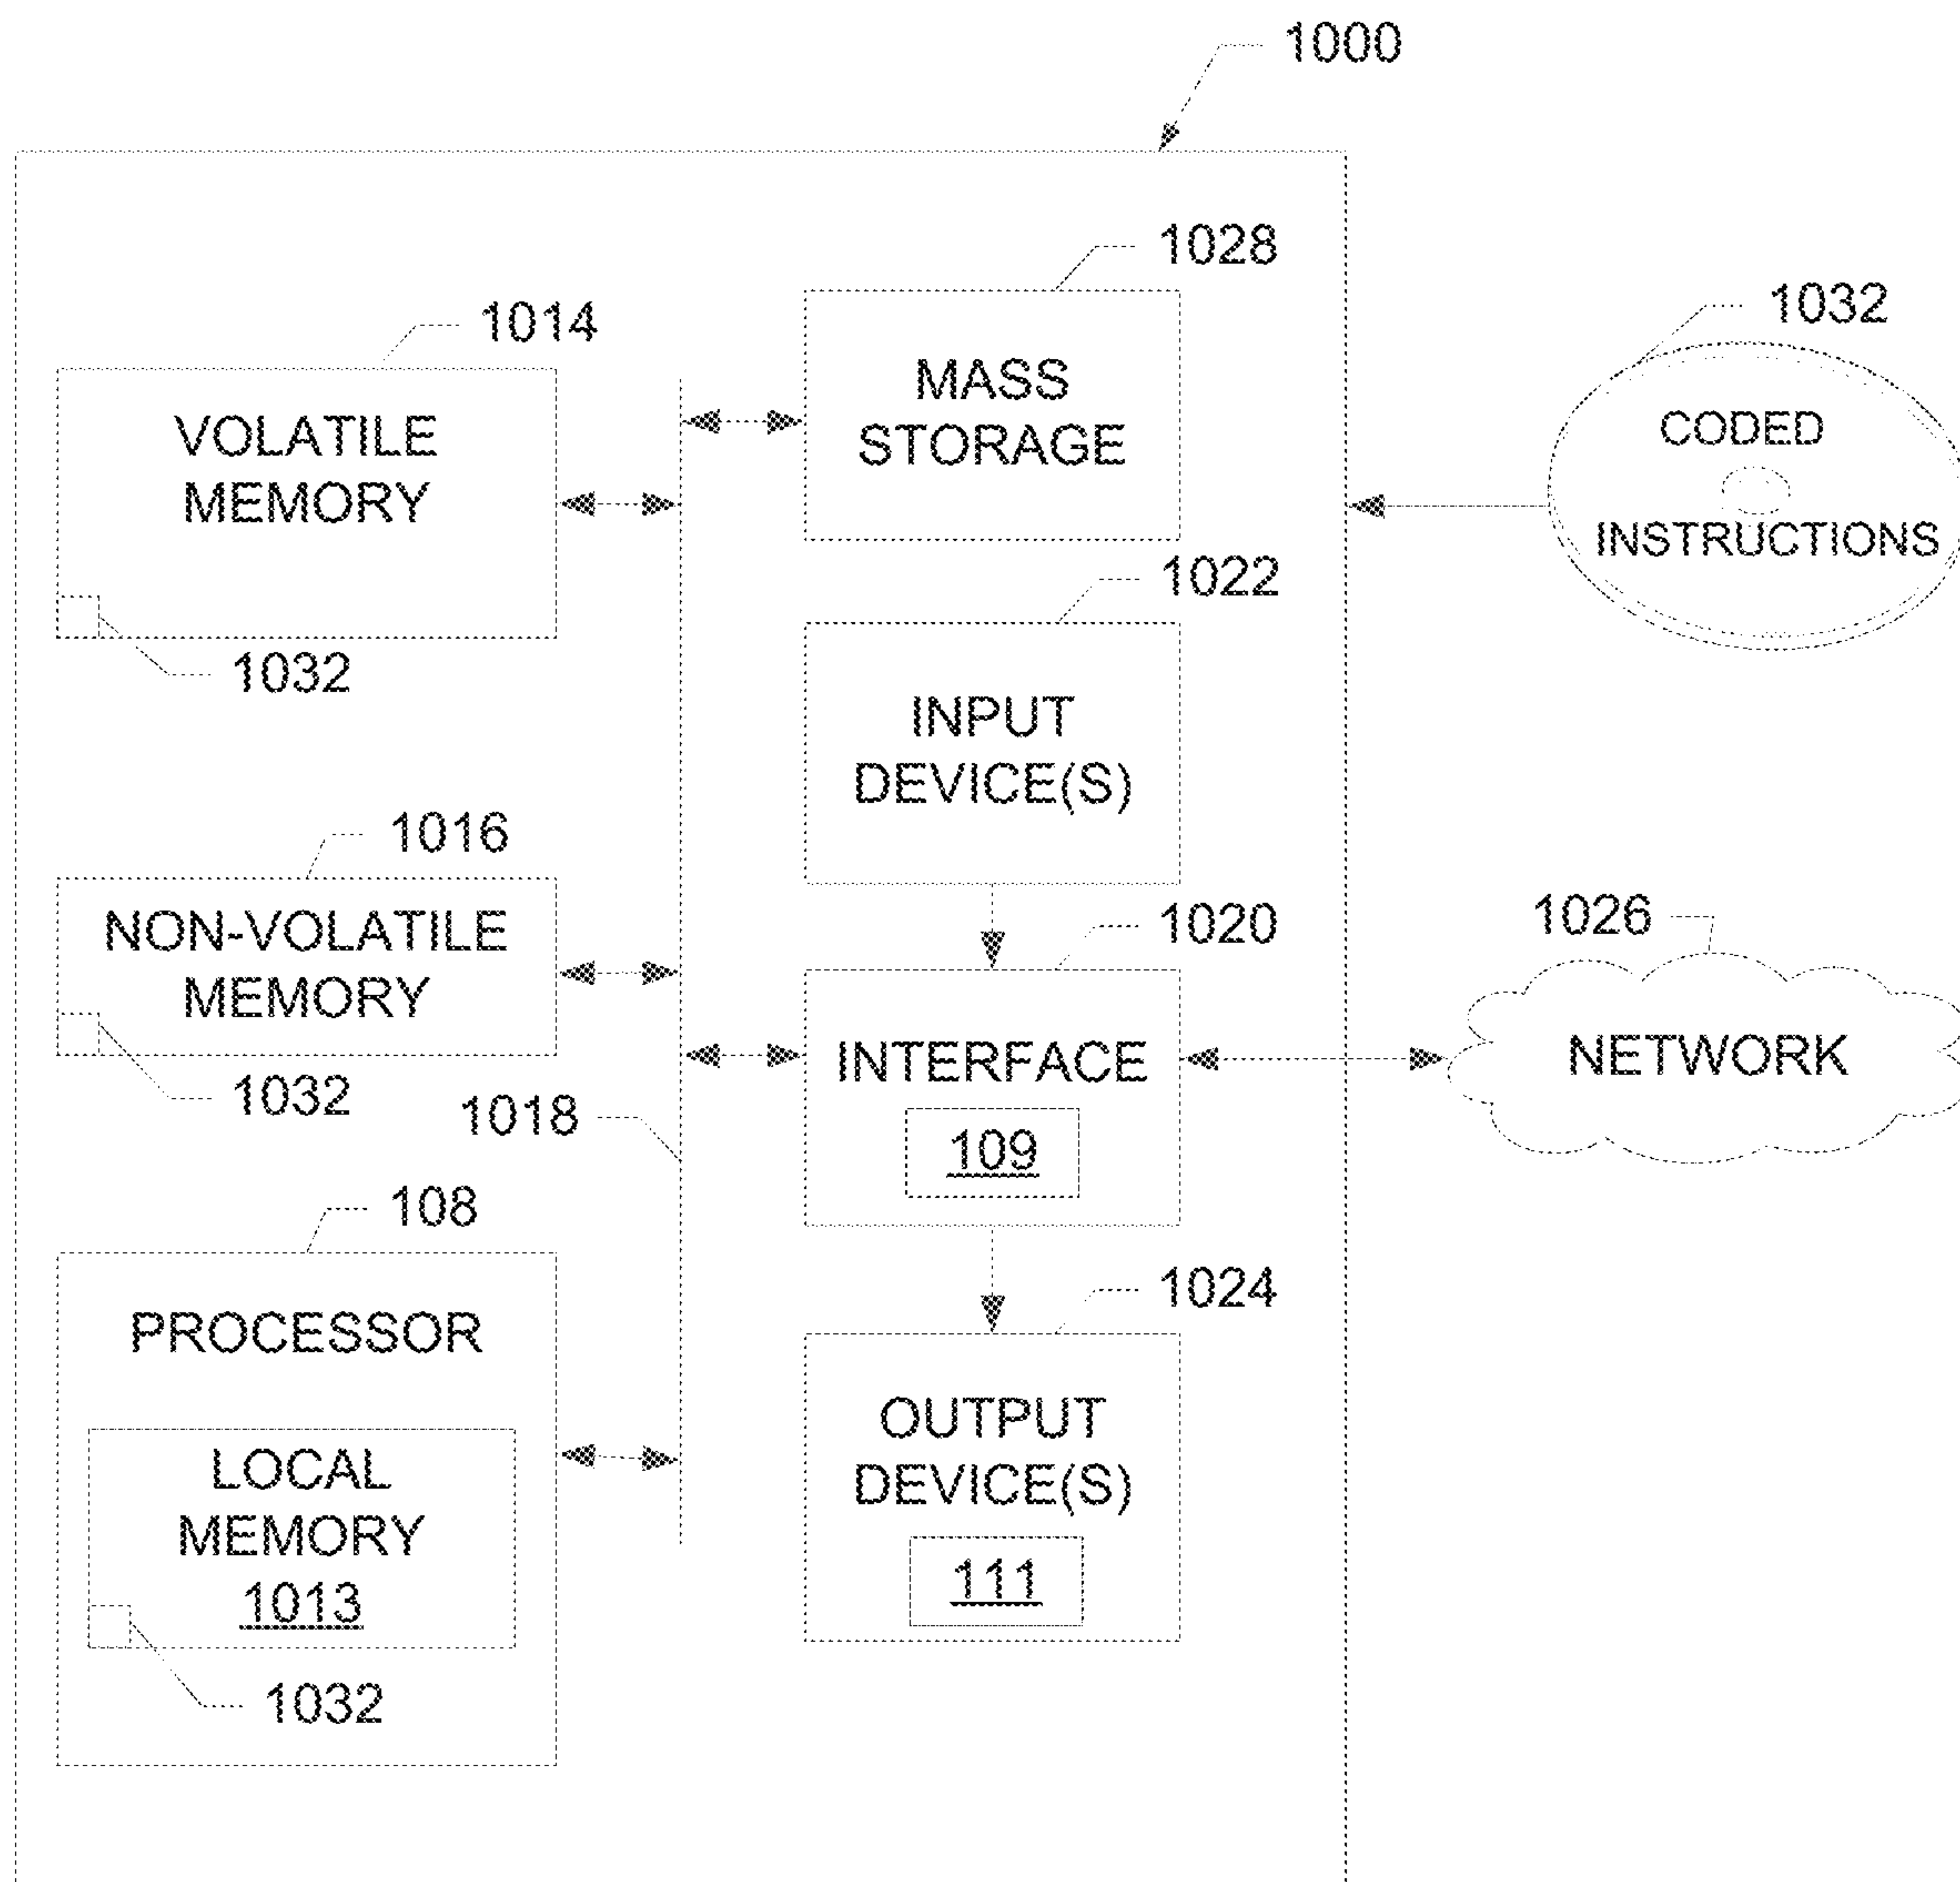 1000
1028
1014
1032
MASS
STORAGE
VOLATILE
MEMORY
CODED
INSTRUCTIONS
1022
1032
INPUT
DEVICE(S)
1016
1020
1026
NON-VOLATILE
MEMORY
INTERFACE
NETWORK
1032
1018
109
108
1024
PROCESSOR
OUTPUT
DEVICE(S)
LOCAL
MEMORY
1013
111
1032